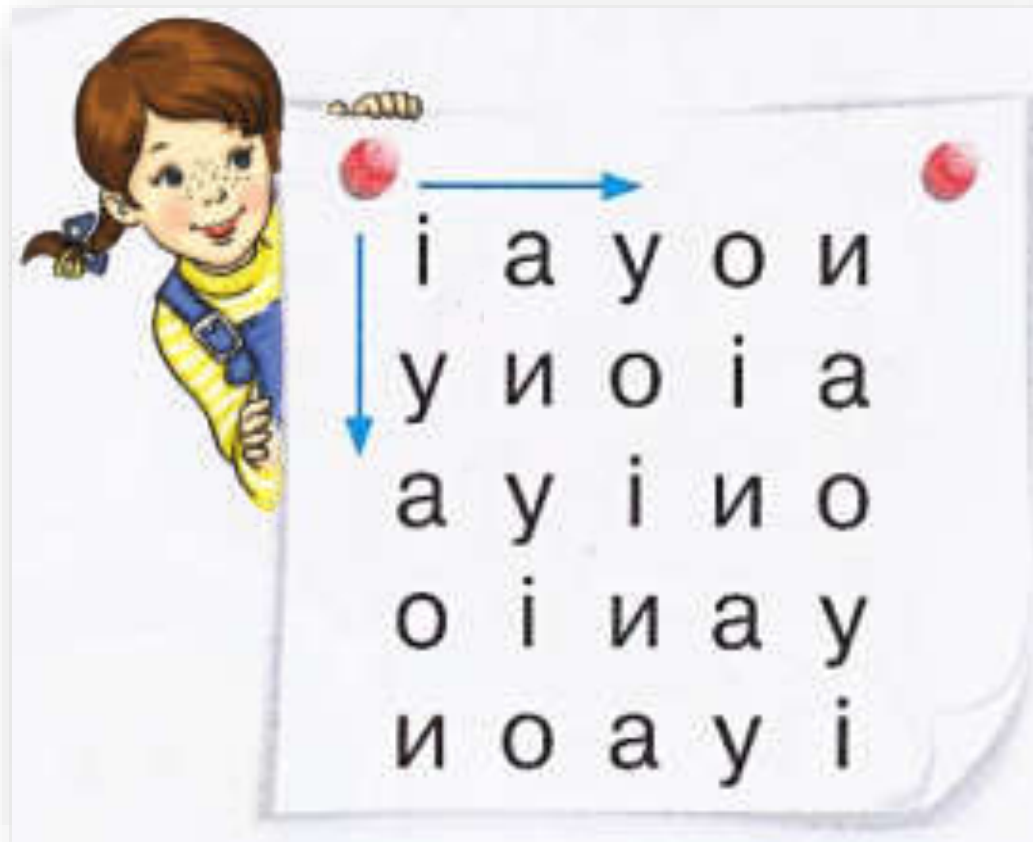 і а у о и
у и о і а
а у і и о
о і и а у
и о а у і